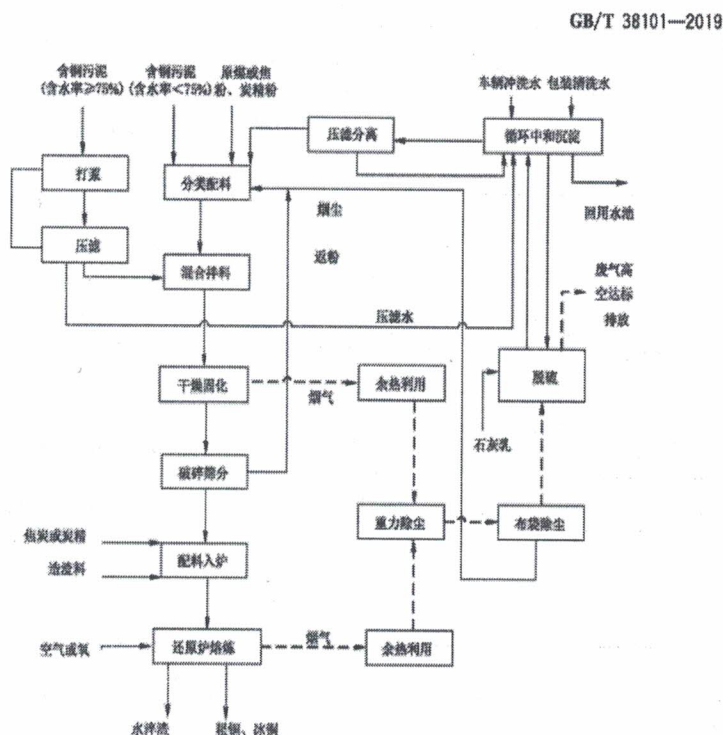 GB/T 38101—2019
含铜污泥 含铜污泥 原煤或焦
(含水率≥75%) (含水率<75%) 粉、炭精粉
车辆冲洗水 包装清洗水
压滤分离
循环中和沉淀
打浆
分类配料
烟尘
回用水池
压滤
返粉
混合拌料
废气高
空达标
排放
压滤水
干燥固化
烟气
余热利用
脱硫
石灰乳
破碎筛分
重力除尘
布袋除尘
焦炭或炭精
配料入炉
造渣料
空气或氧
还原炉熔炼
烟气
余热利用
水淬渣
粗铜、冰铜